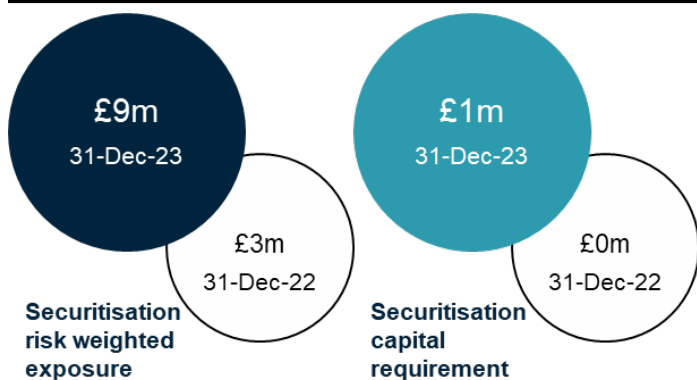 £9m
31-Dec-23
£3m
31-Dec-22
Securitisation
risk weighted
exposure
£1m
31-Dec-23
£0m
31-Dec-22
Securitisation
capital
requirement